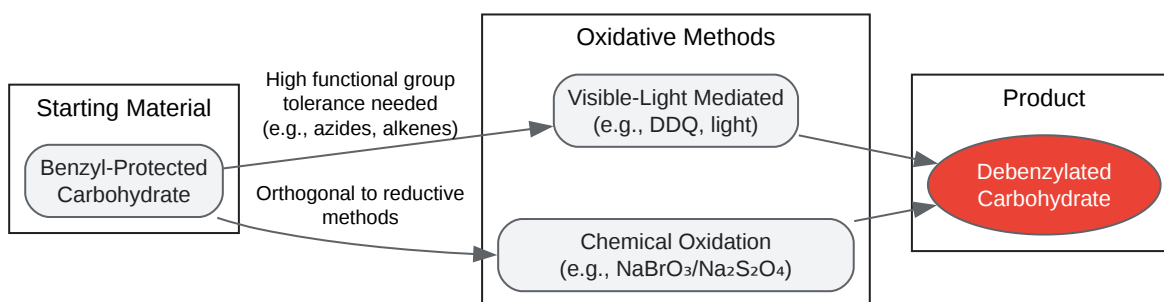 Starting Material
Benzyl-Protected
Carbohydrate
High functional group
tolerance needed
(e.g., azides, alkenes)
Orthogonal to reductive
methods
Oxidative Methods
Visible-Light Mediated
(e.g., DDQ, light)
Chemical Oxidation
(e.g., NaBrO₃/Na₂S₂O₄)
Product
Debenzylated
Carbohydrate